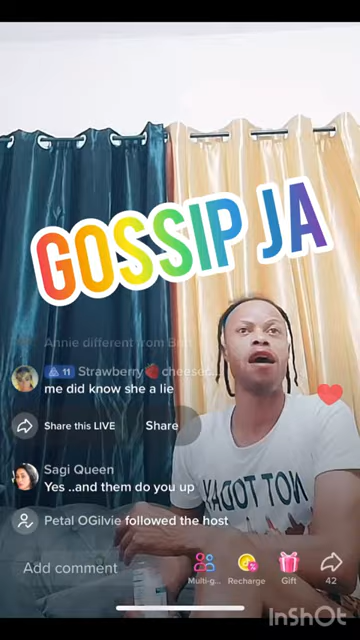 GOSSIP JA
Annie different from Bri
11 Strawberry🍓cheesec...
me did know she a lie
Share this LIVE
Share
Sagi Queen
Yes ..and them do you up
NOT TODAY
Petal OGilvie followed the host
Add comment
Multi-g...
Recharge
Gift
42
InShOt